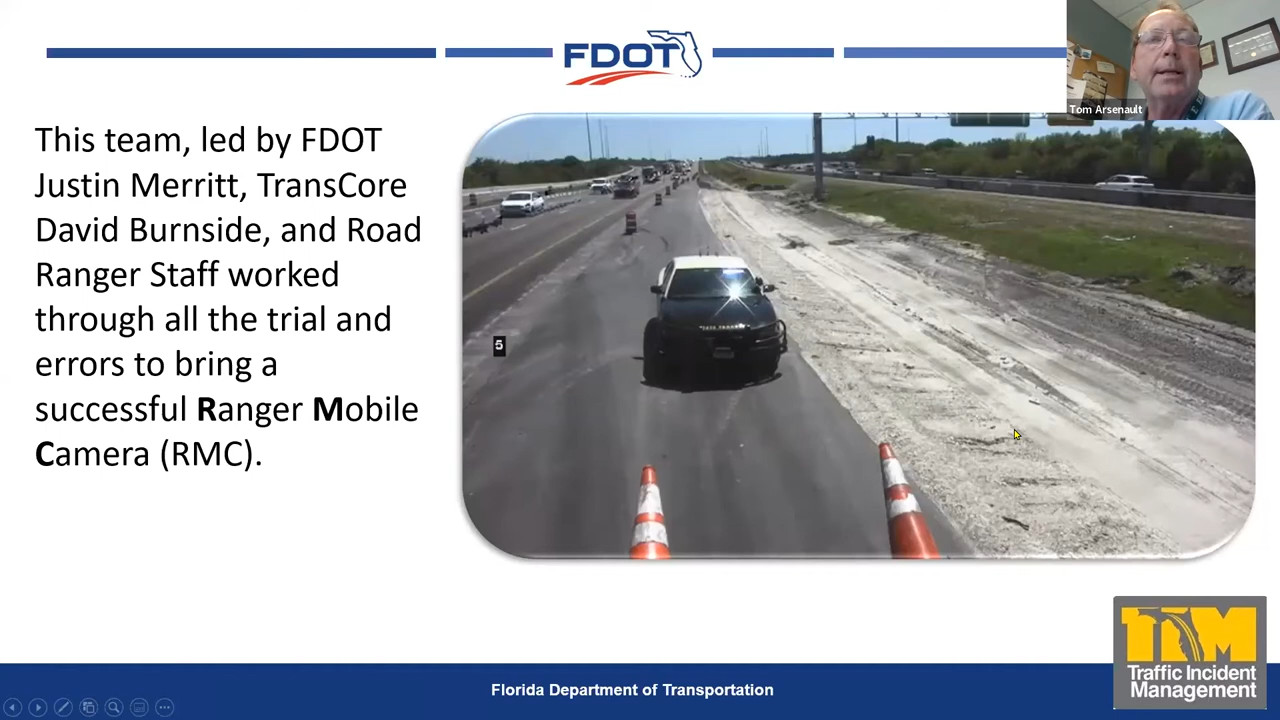 FDOT
Tom Arsenault
This team, led by FDOT
Justin Merritt, TransCore
David Burnside, and Road
Ranger Staff worked
through all the trial and
errors to bring a
successful Ranger Mobile
Camera (RMC).
5
TIM
Traffic Incident
Management
Florida Department of Transportation